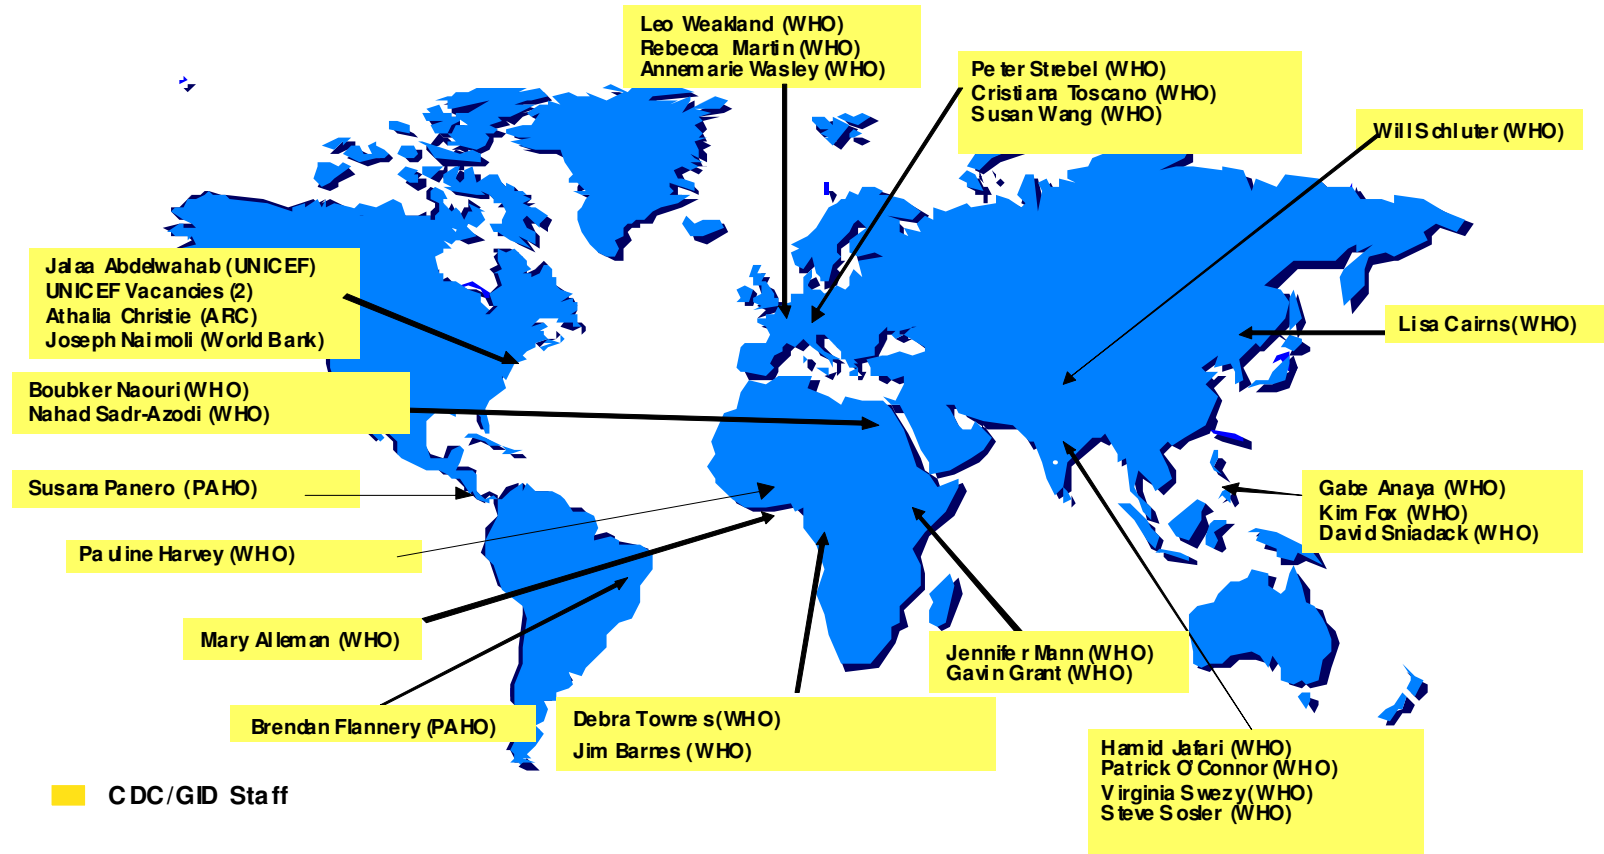 Leo Weakland (WHO)
Rebecca Martin (WHO)
Annemarie Wasley (WHO)
Peter Strebel (WHO)
Cristiana Toscano (WHO)
Susan Wang (WHO)
Will Schluter (WHO)
Jalaa Abdelwahab (UNICEF)
UNICEF Vacancies (2)
Athalia Christie (ARC)
Joseph Naimoli (World Bank)
Lisa Cairns (WHO)
Boubker Naouri (WHO)
Nahad Sadr-Azodi (WHO)
Susana Panero (PAHO)
Gabe Anaya (WHO)
Kim Fox (WHO)
David Sniadack (WHO)
Pauline Harvey (WHO)
Mary Alleman (WHO)
Jennifer Mann (WHO)
Gavin Grant (WHO)
Brendan Flannery (PAHO)
Debra Townes (WHO)
Jim Barnes (WHO)
Hamid Jafari (WHO)
Patrick O'Connor (WHO)
Virginia Swezy (WHO)
Steve Sosler (WHO)
CDC/GID Staff